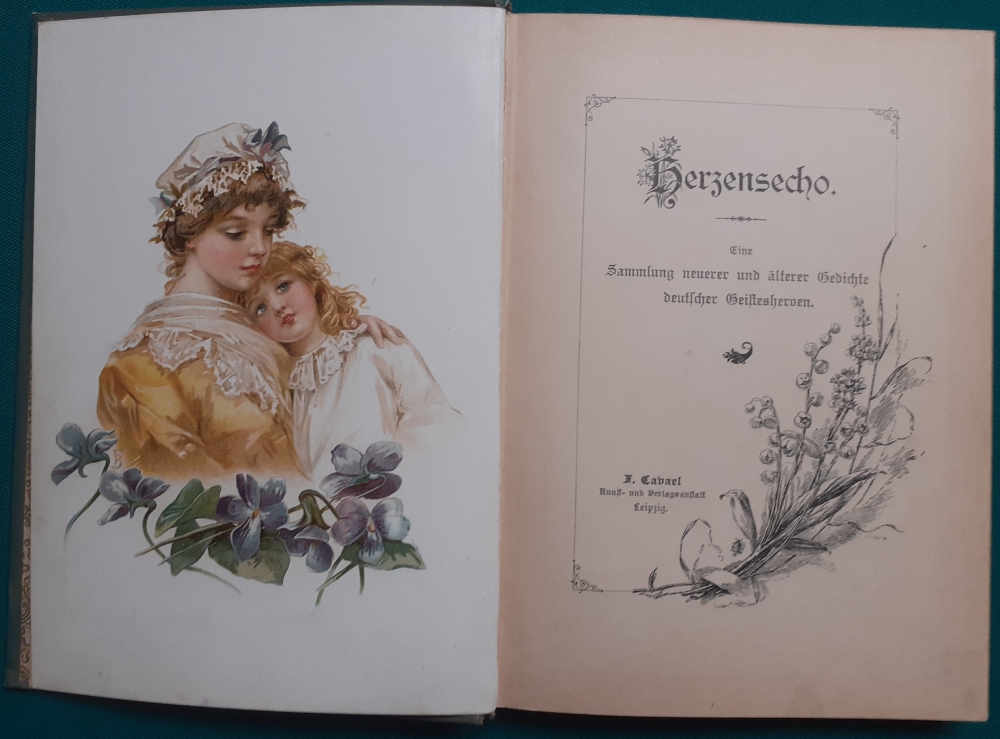 Herzensecho.
Eine
Sammlung neuerer und älterer Gedichte
deutscher Geistesheroen.
F. Cavael
Kunst- und Verlagsanstalt
Leipzig.